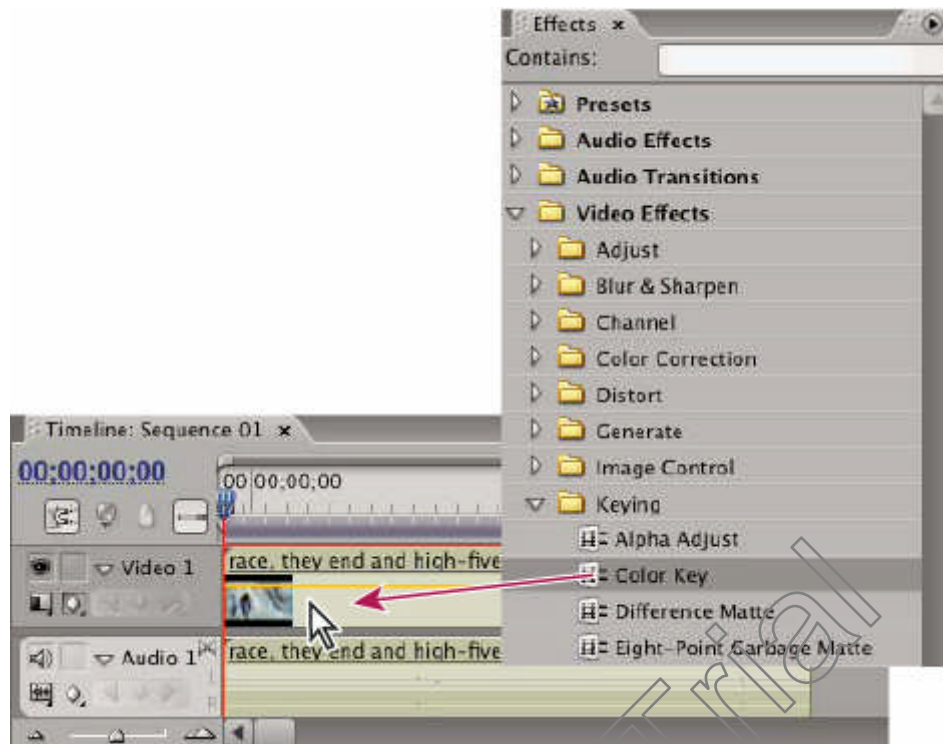 Effects ×
Contains:
Presets
Audio Effects
Audio Transitions
Video Effects
Adjust
Blur & Sharpen
Channel
Color Correction
Distort
Generate
Image Control
Keying
Alpha Adjust
Color Key
Difference Matte
Eight-Point Garbage Matte
Timeline: Sequence 01 ×
00;00;00;00
00;00;00;00
Video 1
race, they end and high-five
Audio 1
race, they end and high-five
L
R
Trial